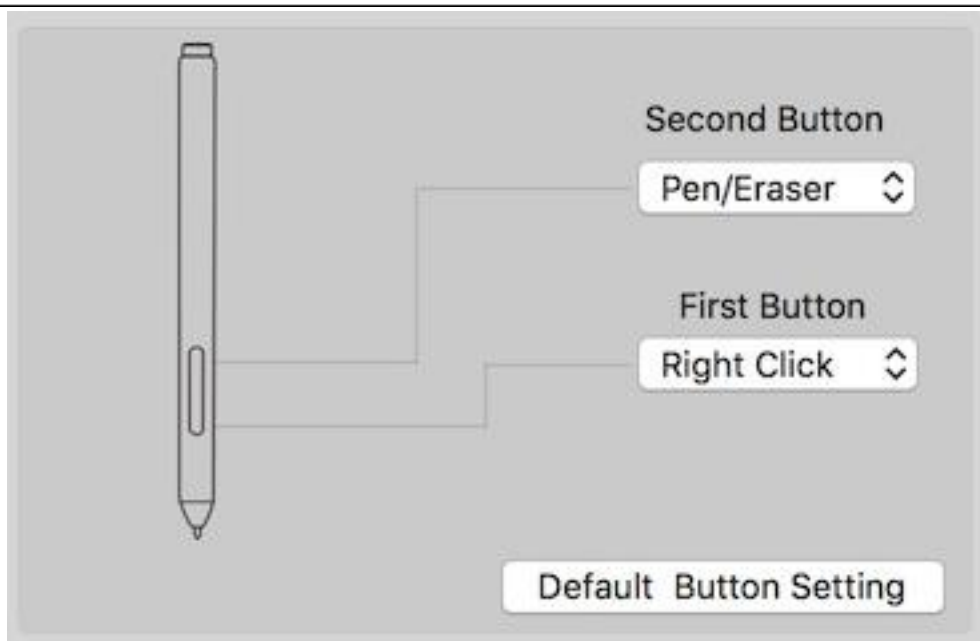 Second Button
Pen/Eraser
First Button
Right Click
Default  Button Setting